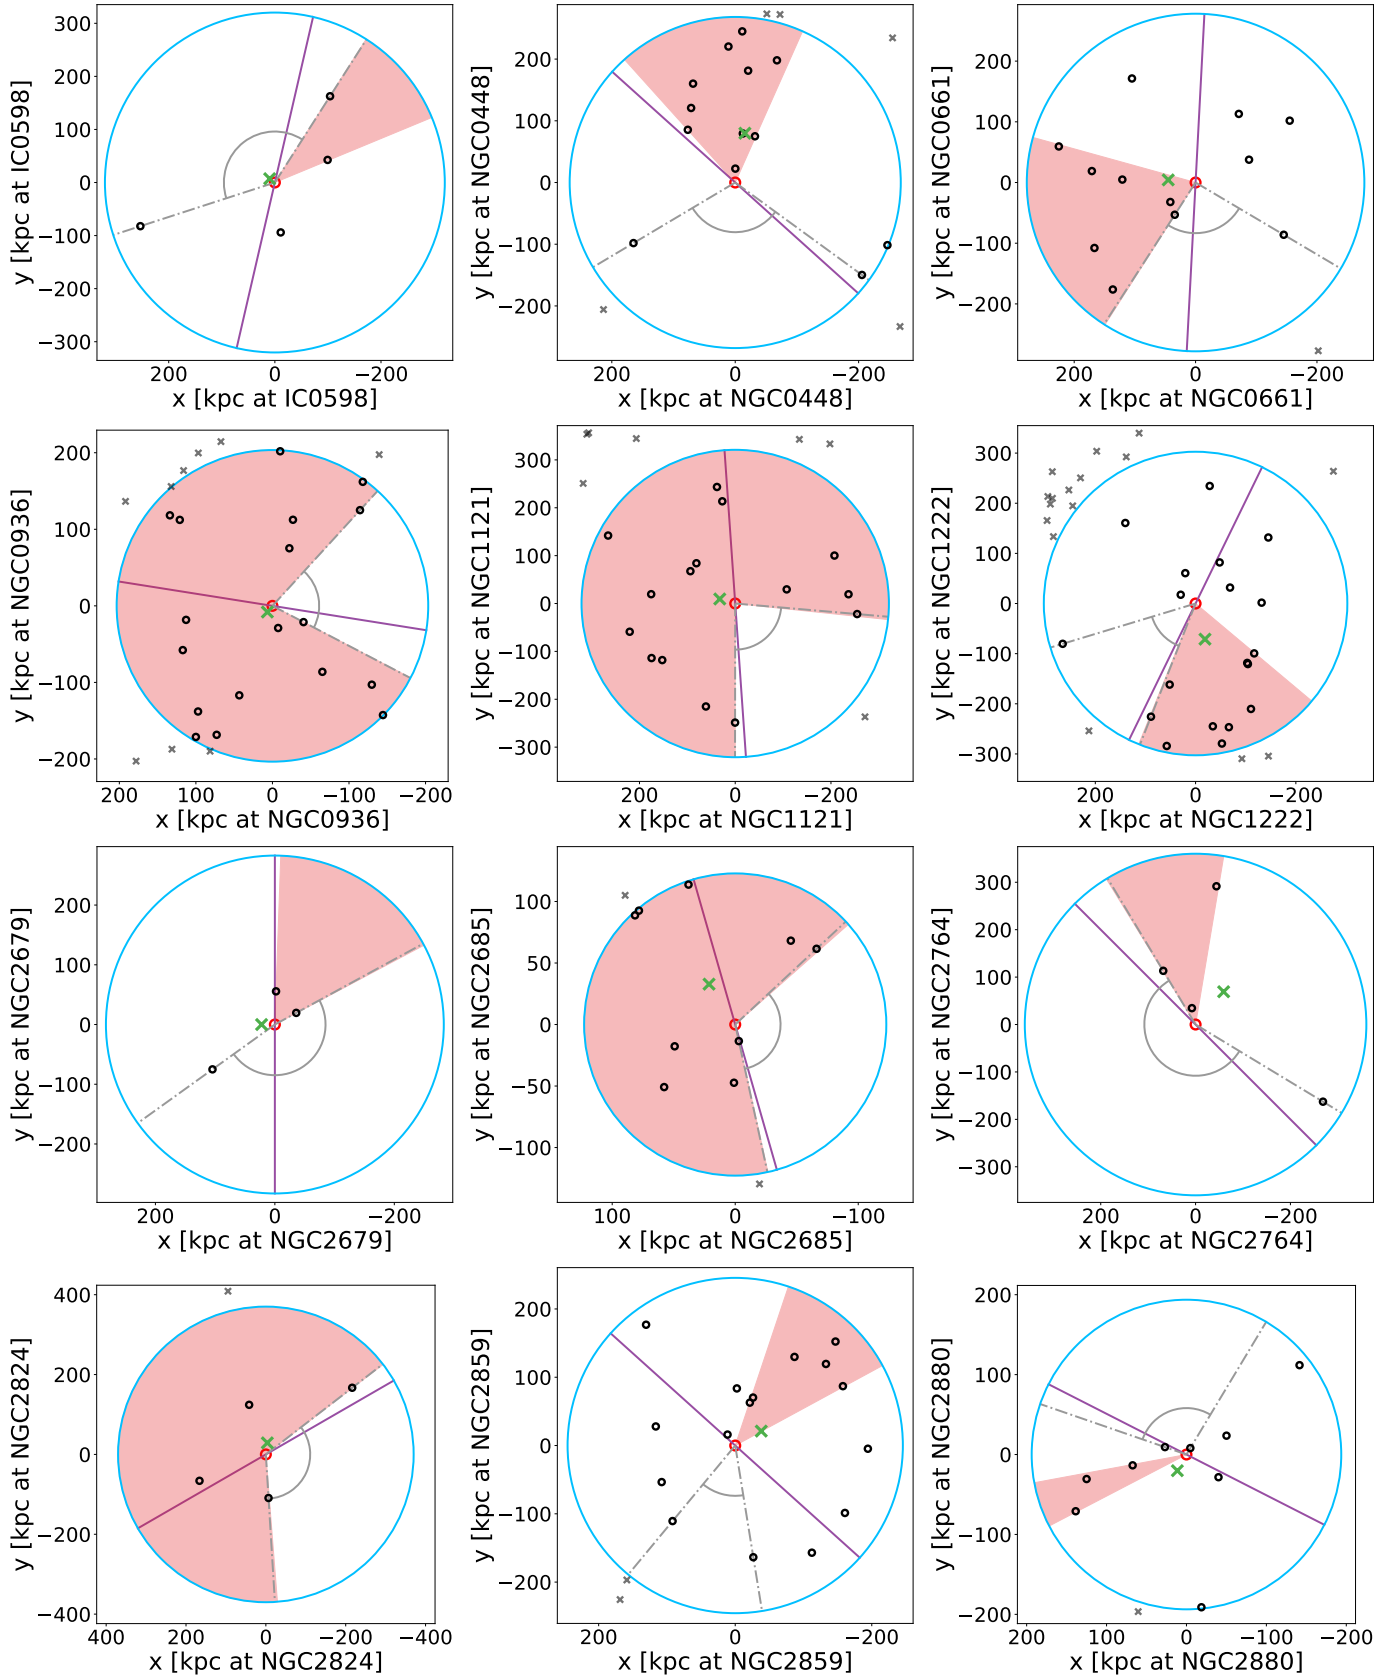 300
200
100
0
−100
−200
−300
200 0 −200
x [kpc at IC0598]
y [kpc at IC0598]
200
100
0
−100
−200
200 0 −200
x [kpc at NGC0448]
y [kpc at NGC0448]
200
100
0
−100
−200
200 0 −200
x [kpc at NGC0661]
y [kpc at NGC0661]
200
100
0
−100
−200
200 100 0 −100 −200
x [kpc at NGC0936]
y [kpc at NGC0936]
300
200
100
0
−100
−200
−300
200 0 −200
x [kpc at NGC1121]
y [kpc at NGC1121]
300
200
100
0
−100
−200
−300
200 0 −200
x [kpc at NGC1222]
y [kpc at NGC1222]
200
100
0
−100
−200
200 0 −200
x [kpc at NGC2679]
y [kpc at NGC2679]
100
50
0
−50
−100
100 0 −100
x [kpc at NGC2685]
y [kpc at NGC2685]
300
200
100
0
−100
−200
−300
200 0 −200
x [kpc at NGC2764]
y [kpc at NGC2764]
400
200
0
−200
−400
400 200 0 −200 −400
x [kpc at NGC2824]
y [kpc at NGC2824]
200
100
0
−100
−200
200 100 0 −100 −200
x [kpc at NGC2859]
y [kpc at NGC2859]
200
100
0
−100
−200
200 100 0 −100 −200
x [kpc at NGC2880]
y [kpc at NGC2880]